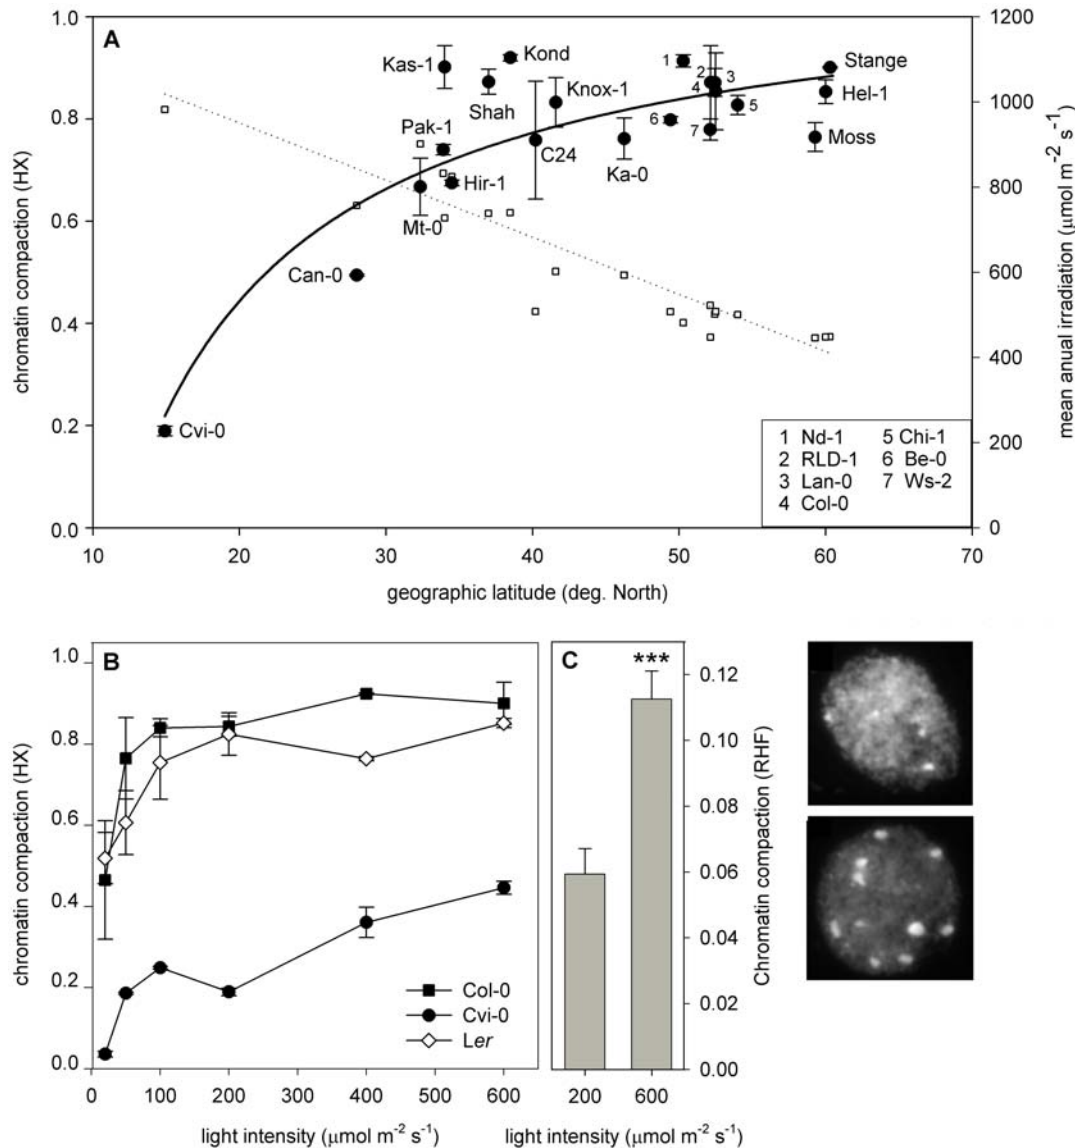 A
chromatin compaction (HX)
1.0
0.8
0.6
0.4
0.2
0.0
1200
1000
800
600
400
200
0
mean anual irradiation (µmol m-2 s-1)
Kas-1
Kond
Shah
Knox-1
Pak-1
Hir-1
Mt-0
C24
Ka-0
Can-0
Cvi-0
Stange
Hel-1
Moss
1
2
3
4
5
6
7
1 Nd-1 5 Chi-1
2 RLD-1 6 Be-0
3 Lan-0 7 Ws-2
4 Col-0
10 20 30 40 50 60 70
geographic latitude (deg. North)
B
chromatin compaction (HX)
1.0
0.8
0.6
0.4
0.2
0.0
Col-0
Cvi-0
Ler
0 100 200 300 400 500 600
light intensity (µmol m-2 s-1)
C
***
0.12
0.10
0.12
0.06
0.04
0.02
0.00
Chromatin compaction (RHF)
200 600
light intensity (µmol m-2 s-1)